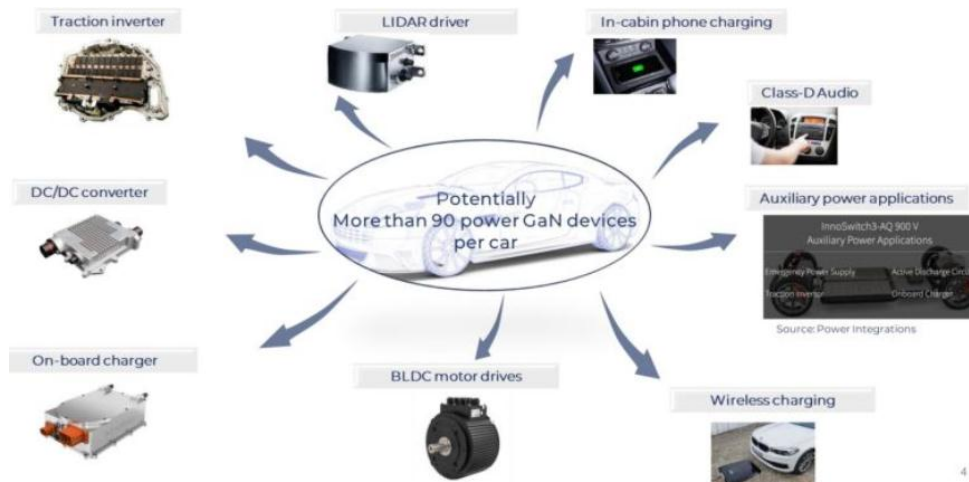 Traction inverter
LIDAR driver
In-cabin phone charging
Class-D Audio
DC/DC converter
Potentially
More than 90 power GaN devices
per car
Auxiliary power applications
InnoSwitch3-AQ 900 V
Auxiliary Power Applications
Emergency Power Supply
Active Discharge Circu
Traction Invertor
Onboard Charger
Source: Power Integrations
On-board charger
BLDC motor drives
Wireless charging
4